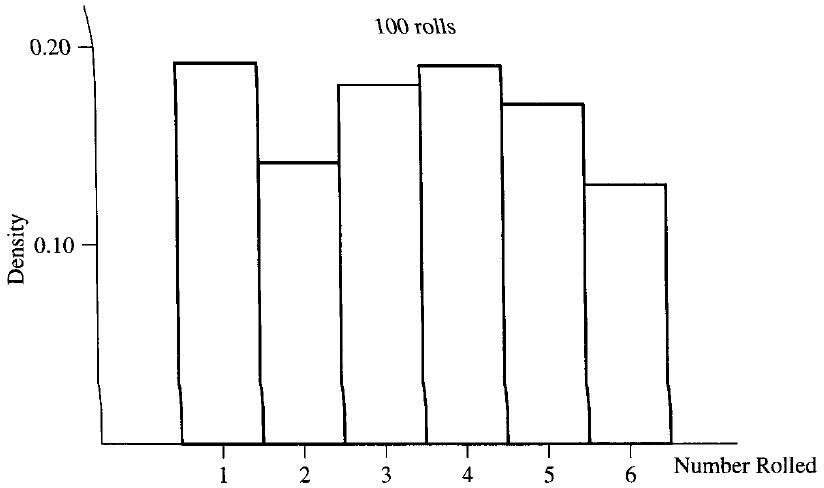 100 rolls
0.20
0.10
Density
1 2 3 4 5 6
Number Rolled